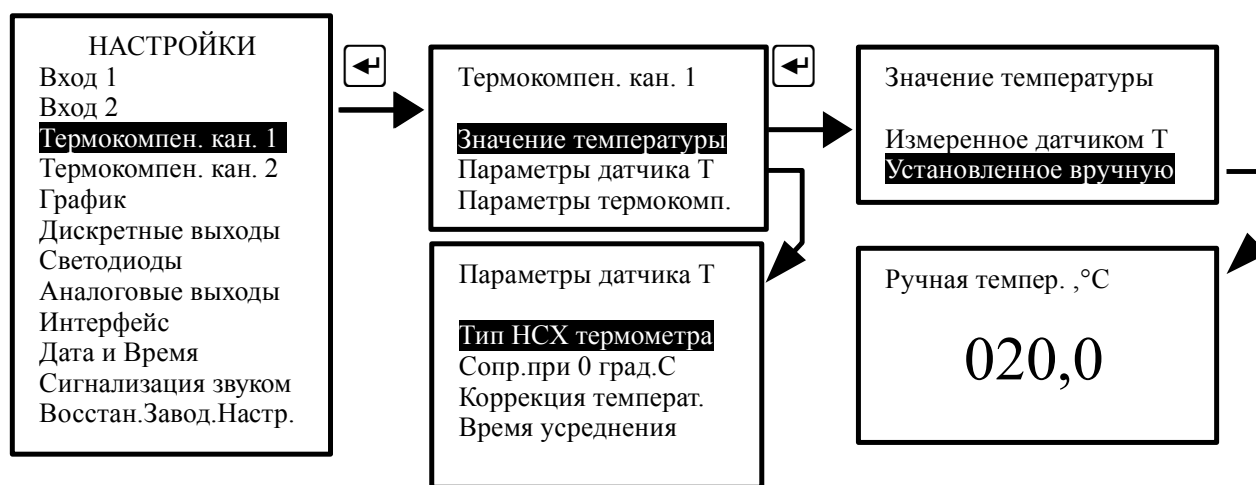 НАСТРОЙКИ
Вход 1
Вход 2
Термокомпен. кан. 1
Термокомпен. кан. 2
График
Дискретные выходы
Светодиоды
Аналоговые выходы
Интерфейс
Дата и Время
Сигнализация звуком
Восстан.Завод.Настр.
Термокомпен. кан. 1
Значение температуры
Параметры датчика Т
Параметры термокомп.
Параметры датчика Т
Тип НСХ термометра
Сопр.при 0 град.С
Коррекция температ.
Время усреднения
Значение температуры
Измеренное датчиком Т
Установленное вручную
Ручная темпер. ,°С
020,0